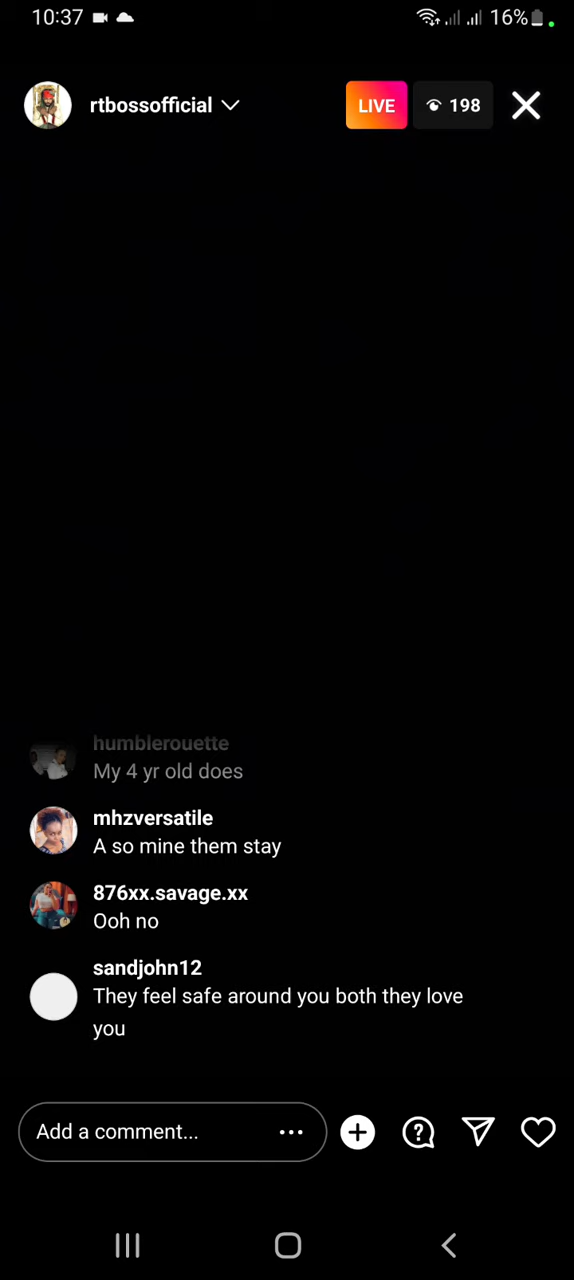 10:37 16%
rtbossofficial LIVE 198
humblerouette
My 4 yr old does
mhzversatile
A so mine them stay
876xx.savage.xx
Ooh no
sandjohn12
They feel safe around you both they love
you
Add a comment...